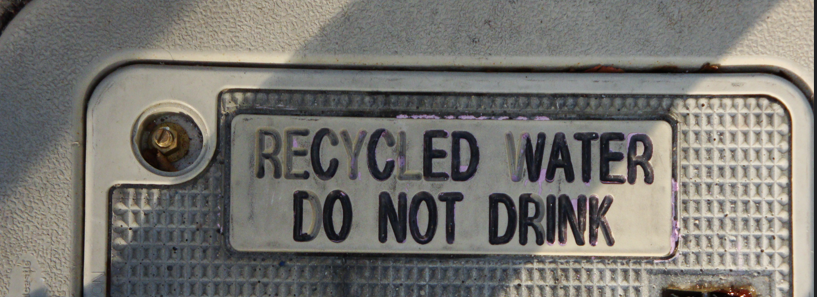 RECYCLED WATER
DO NOT DRINK